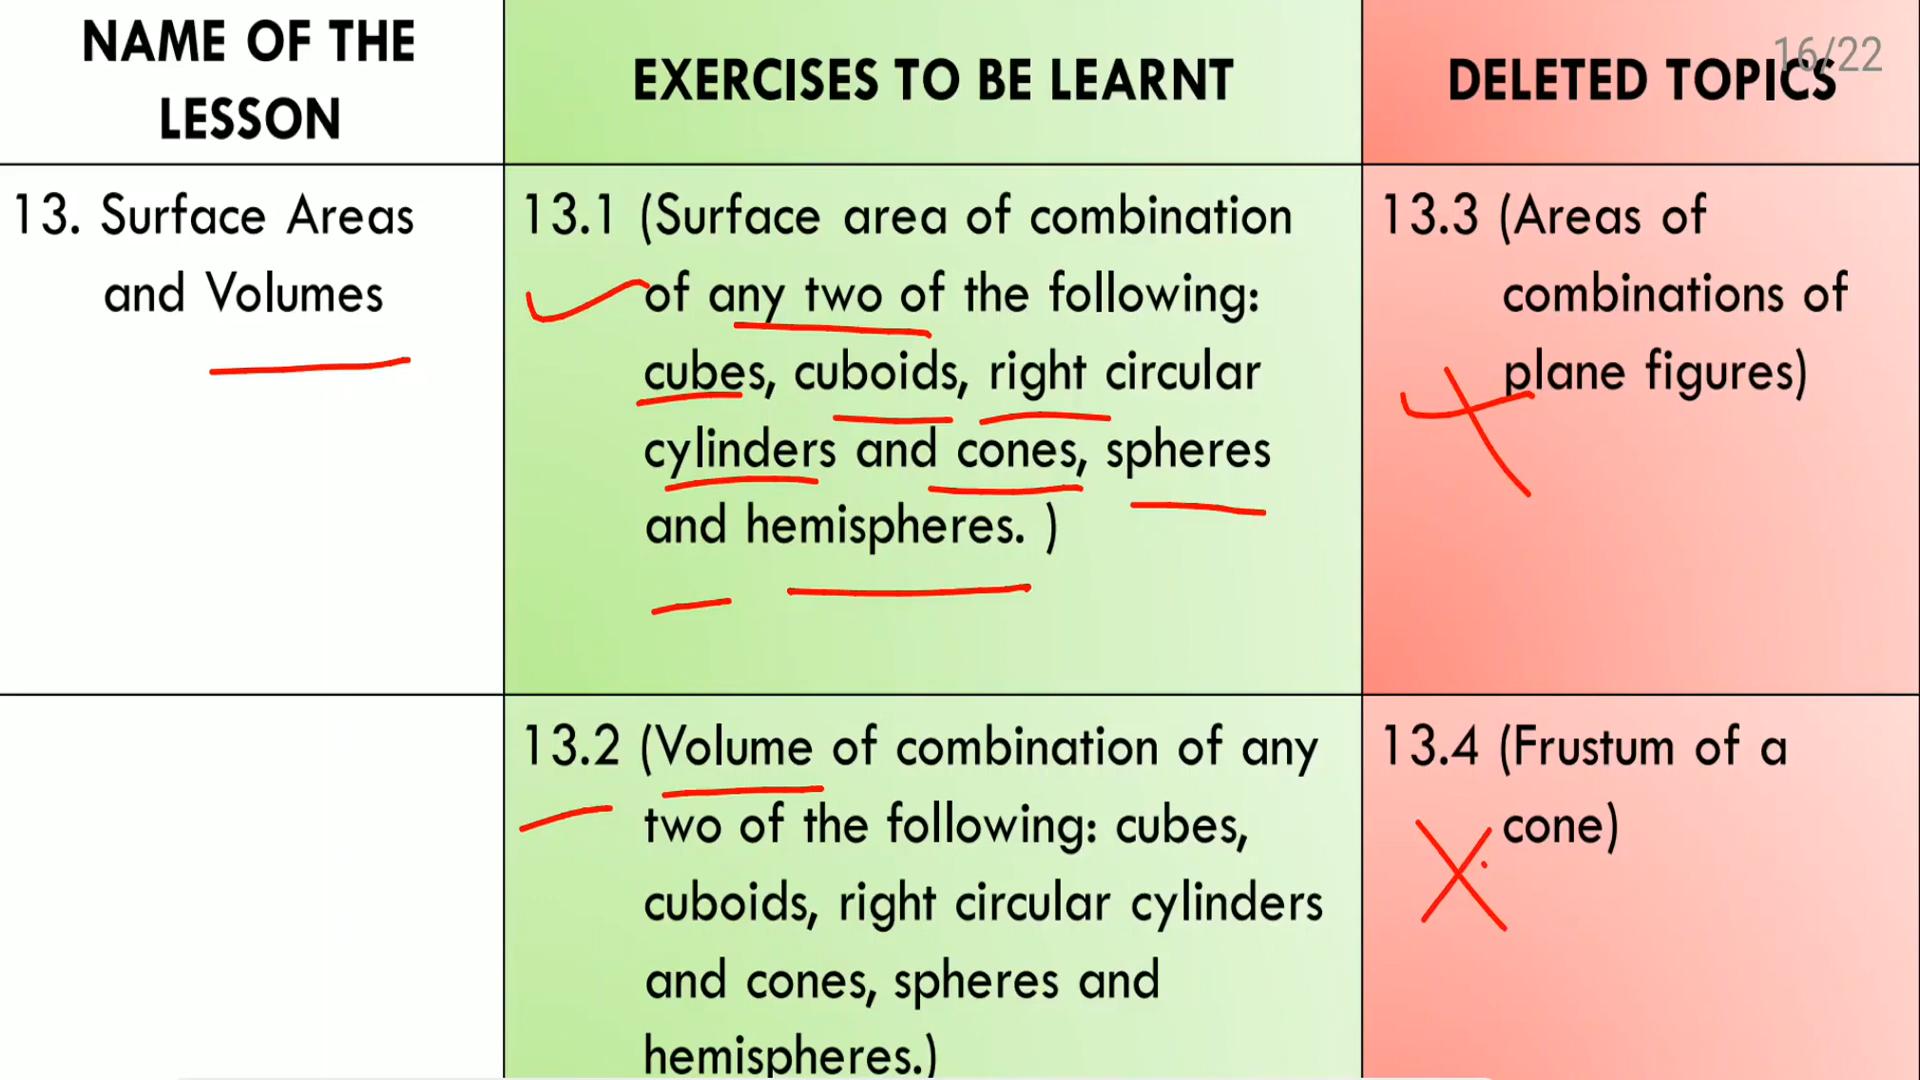 NAME OF THE
LESSON
EXERCISES TO BE LEARNT
DELETED TOPICS
16/22
13. Surface Areas
and Volumes
13.1 (Surface area of combination
of any two of the following:
cubes, cuboids, right circular
cylinders and cones, spheres
and hemispheres. )
13.3 (Areas of
combinations of
plane figures)
13.2 (Volume of combination of any
two of the following: cubes,
cuboids, right circular cylinders
and cones, spheres and
hemispheres.)
13.4 (Frustum of a
cone)